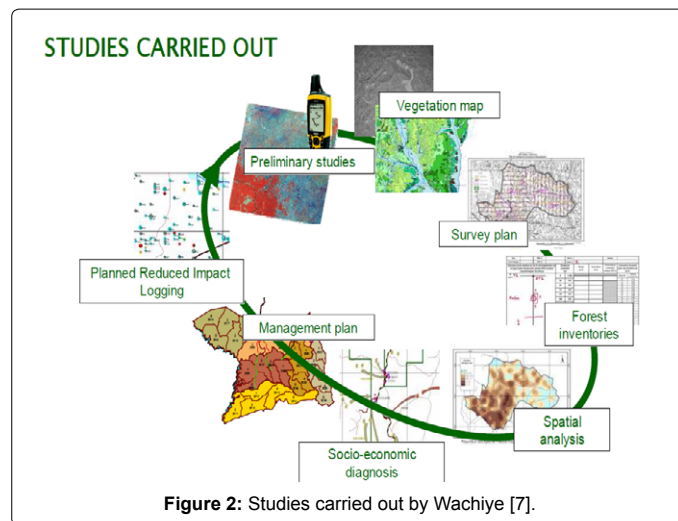 STUDIES CARRIED OUT
Vegetation map
Preliminary studies
Survey plan
Planned Reduced Impact
Logging
Forest
inventories
Management plan
Spatial
analysis
Socio-economic
diagnosis
Figure 2: Studies carried out by Wachiye [7].